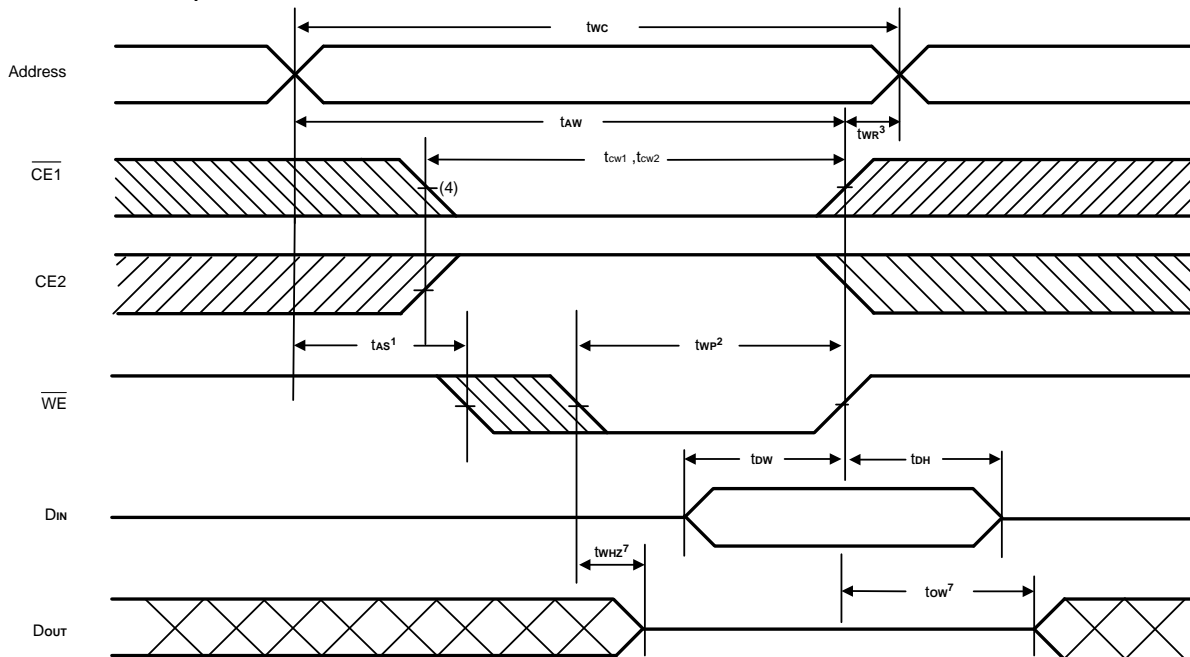 tWC
Address
tAW
tWR³
CE1
tCW1 ,tCW2
(4)
CE2
tAS¹
tWP²
WE
tDW
tDH
DIN
tWHZ⁷
tOW⁷
DOUT